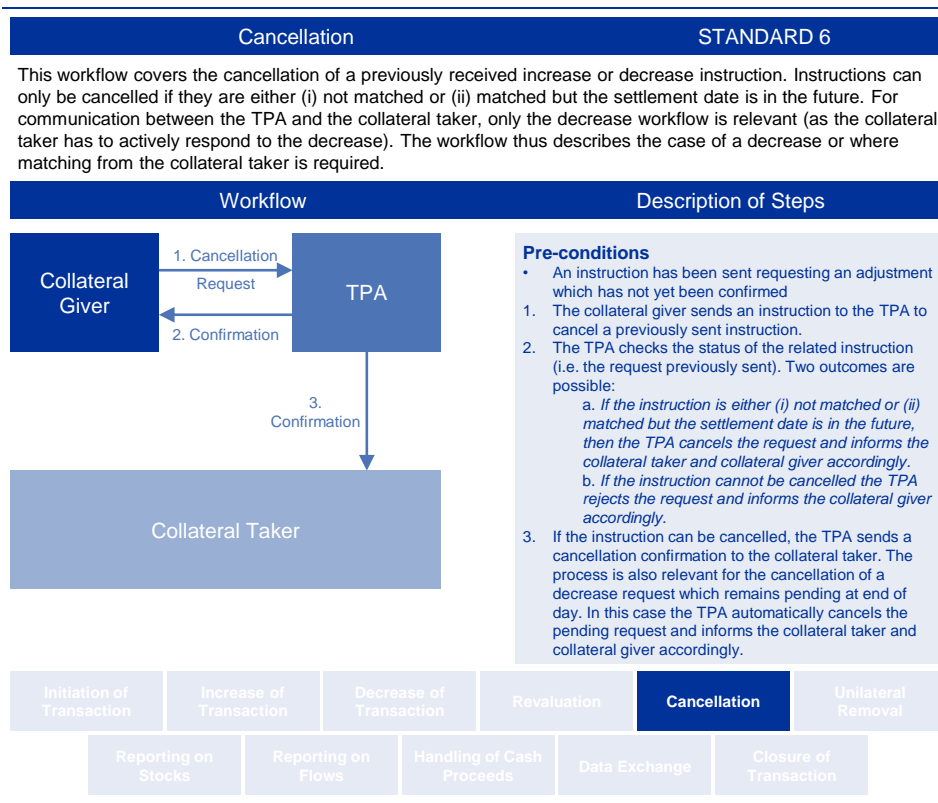 Cancellation STANDARD 6
This workflow covers the cancellation of a previously received increase or decrease instruction. Instructions can
only be cancelled if they are either (i) not matched or (ii) matched but the settlement date is in the future. For
communication between the TPA and the collateral taker, only the decrease workflow is relevant (as the collateral
taker has to actively respond to the decrease). The workflow thus describes the case of a decrease or where
matching from the collateral taker is required.
Workflow
Collateral
Giver
1. Cancellation
Request
2. Confirmation
TPA
3.
Confirmation
Collateral Taker
Description of Steps
Pre-conditions
• An instruction has been sent requesting an adjustment
which has not yet been confirmed
1. The collateral giver sends an instruction to the TPA to
cancel a previously sent instruction.
2. The TPA checks the status of the related instruction
(i.e. the request previously sent). Two outcomes are
possible:
a. If the instruction is either (i) not matched or (ii)
matched but the settlement date is in the future,
then the TPA cancels the request and informs the
collateral taker and collateral giver accordingly.
b. If the instruction cannot be cancelled the TPA
rejects the request and informs the collateral giver
accordingly.
3. If the instruction can be cancelled, the TPA sends a
cancellation confirmation to the collateral taker. The
process is also relevant for the cancellation of a
decrease request which remains pending at end of
day. In this case the TPA automatically cancels the
pending request and informs the collateral taker and
collateral giver accordingly.
Initiation of
Transaction
Increase of
Transaction
Decrease of
Transaction
Revaluation
Cancellation
Unilateral
Removal
Reporting on
Stocks
Reporting on
Flows
Handling of Cash
Proceeds
Data Exchange
Closure of
Transaction